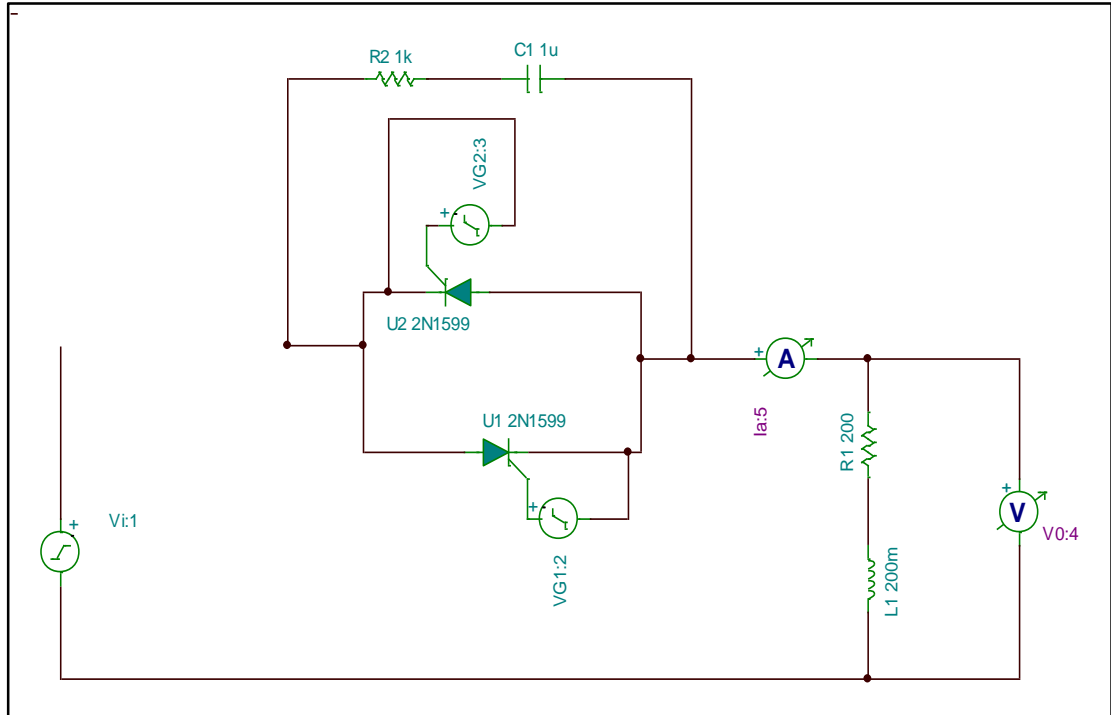 R2 1k
C1 1u
VG2:3
U2 2N1599
U1 2N1599
VG1:2
+
A
Ia:5
R1 200
L1 200m
+
V
V0:4
+
Vi:1
+
+